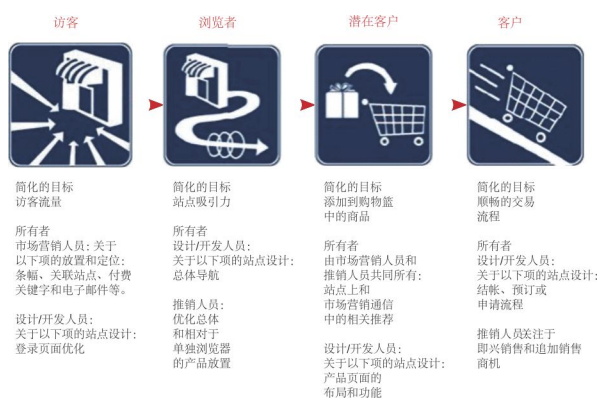 访客
简化的目标
访客流量
所有者
市场营销人员: 关于
以下项的放置和定位:
条幅、关联站点、付费
关键字和电子邮件等。
设计/开发人员:
关于以下项的站点设计:
登录页面优化
浏览者
简化的目标
站点吸引力
所有者
设计/开发人员:
关于以下项的站点设计:
总体导航
推销人员:
优化总体
和相对于
单独浏览器
的产品放置
潜在客户
简化的目标
添加到购物篮
中的商品
所有者
由市场营销人员和
推销人员共同所有:
站点上和
市场营销通信
中的相关推荐
设计/开发人员:
关于以下项的站点设计:
产品页面的
布局和功能
客户
简化的目标
顺畅的交易
流程
所有者
设计/开发人员:
关于以下项的站点设计:
结帐、预订或
申请流程
推销人员关注于
即兴销售和追加销售
商机